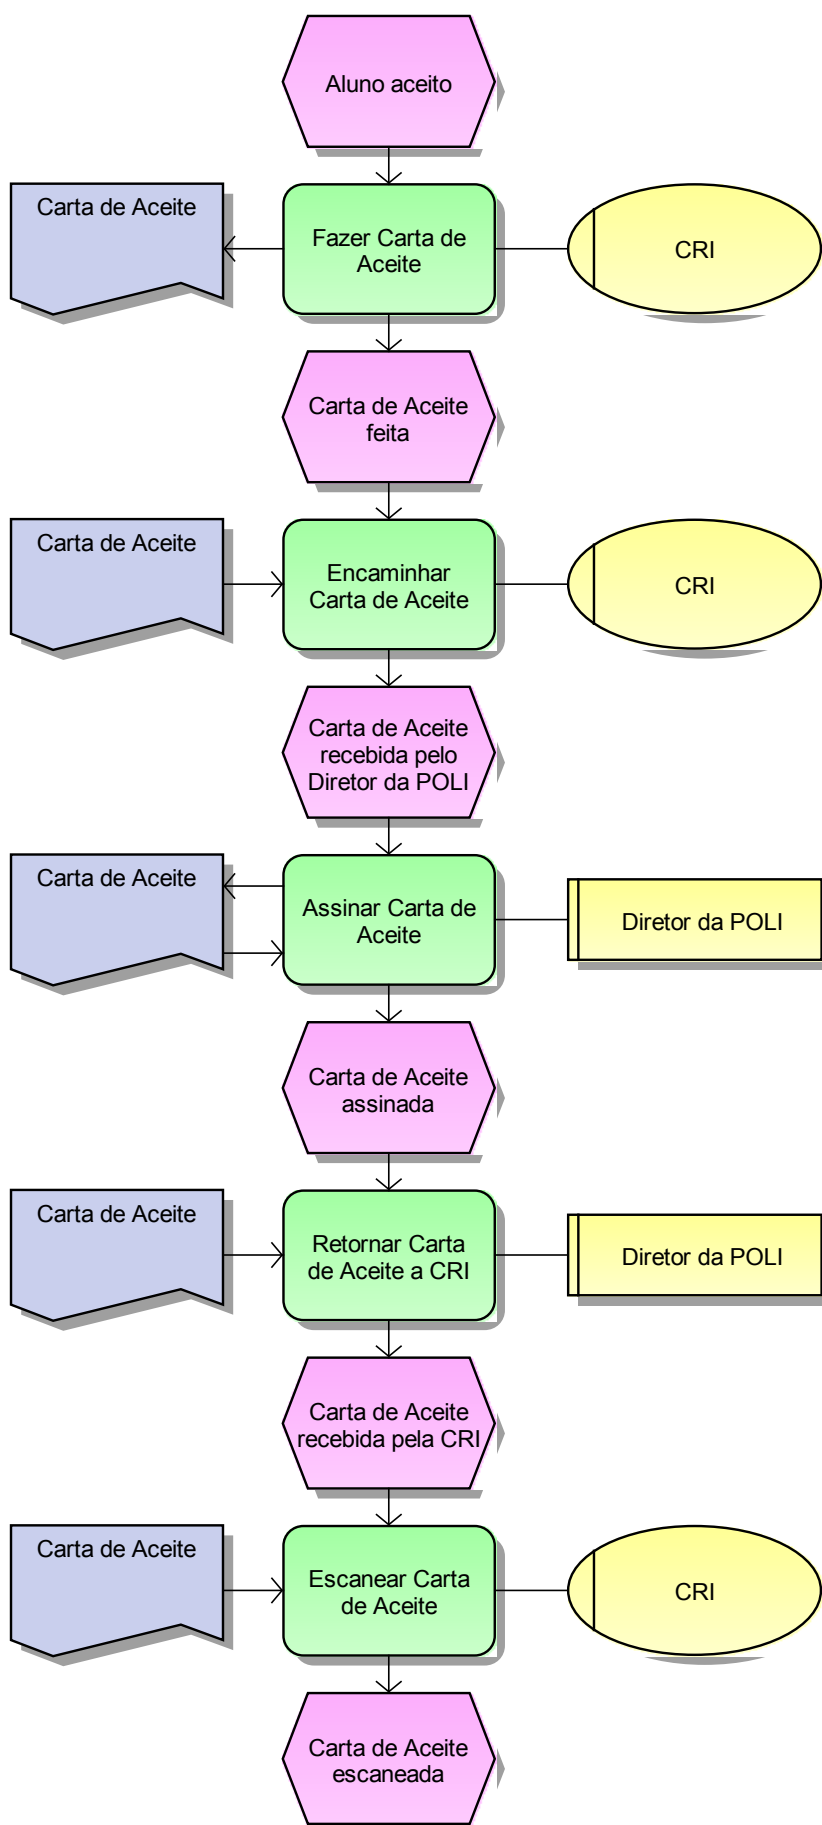 Aluno aceito
Carta de Aceite
Fazer Carta de
Aceite
CRI
Carta de Aceite
feita
Carta de Aceite
Encaminhar
Carta de Aceite
CRI
Carta de Aceite
recebida pelo
Diretor da POLI
Carta de Aceite
Assinar Carta de
Aceite
Diretor da POLI
Carta de Aceite
assinada
Carta de Aceite
Retornar Carta
de Aceite a CRI
Diretor da POLI
Carta de Aceite
recebida pela CRI
Carta de Aceite
Escanear Carta
de Aceite
CRI
Carta de Aceite
escaneada